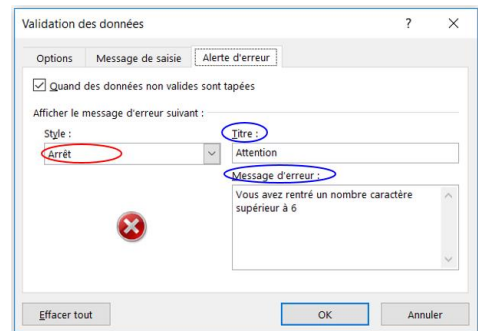 Validation des données
? ×
Options Message de saisie Alerte d'erreur
Quand des données non valides sont tapées
Afficher le message d'erreur suivant :
Style : Titre :
Arrêt Attention
Message d'erreur :
Vous avez rentré un nombre caractère
supérieur à 6
Effacer tout OK Annuler